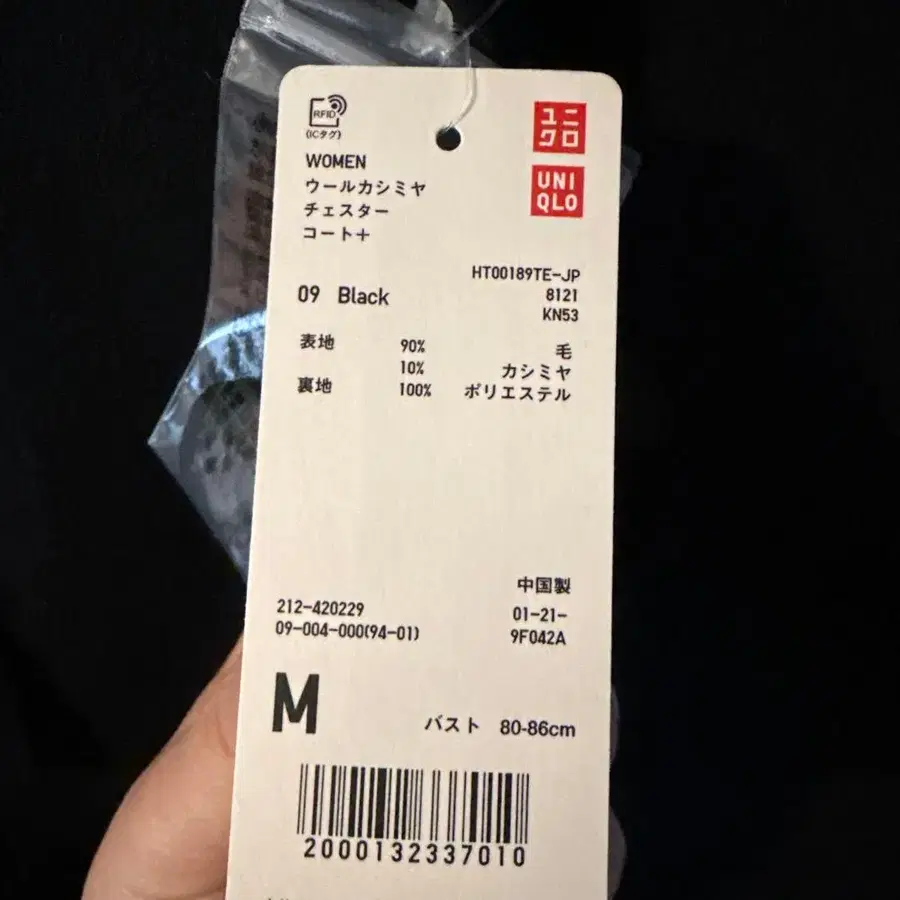 RFID
(ICタグ)
ユニ
クロ
UNI
QLO
WOMEN
ウールカシミヤ
チェスター
コート+
HT00189TE-JP
8121
KN53
09 Black
表地 90% 毛
10% カシミヤ
裏地 100% ポリエステル
中国製
212-420229 01-21-
09-004-000(94-01) 9F042A
M バスト 80-86cm
2000132337010